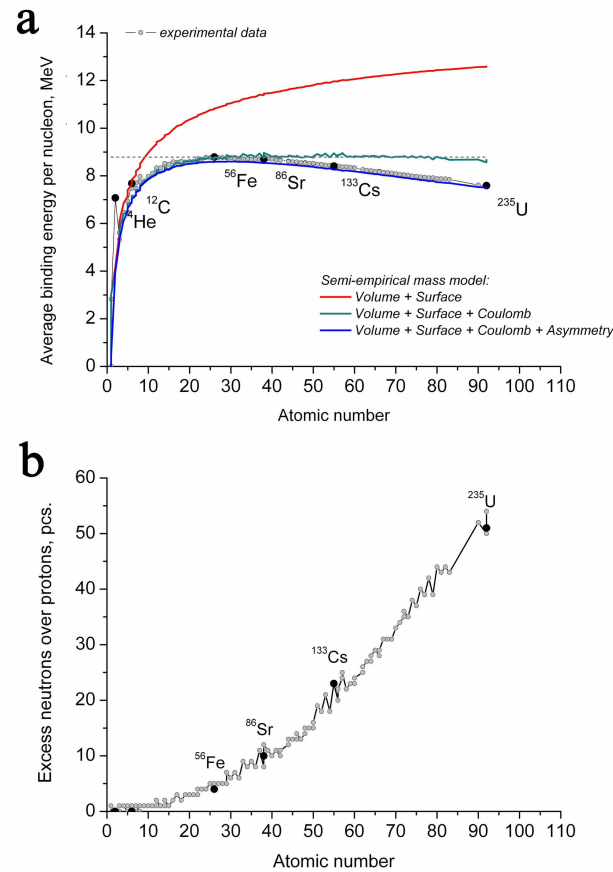 a
experimental data
Average binding energy per nucleon, MeV
14
12
10
8
6
4
2
0
⁴He
¹²C
⁵⁶Fe
⁸⁶Sr
¹³³Cs
²³⁵U
Semi-empirical mass model:
Volume + Surface
Volume + Surface + Coulomb
Volume + Surface + Coulomb + Asymmetry
0 10 20 30 40 50 60 70 80 90 100 110
Atomic number
b
Excess neutrons over protons, pcs.
60
50
40
30
20
10
0
²³⁵U
¹³³Cs
⁸⁶Sr
⁵⁶Fe
0 10 20 30 40 50 60 70 80 90 100 110
Atomic number